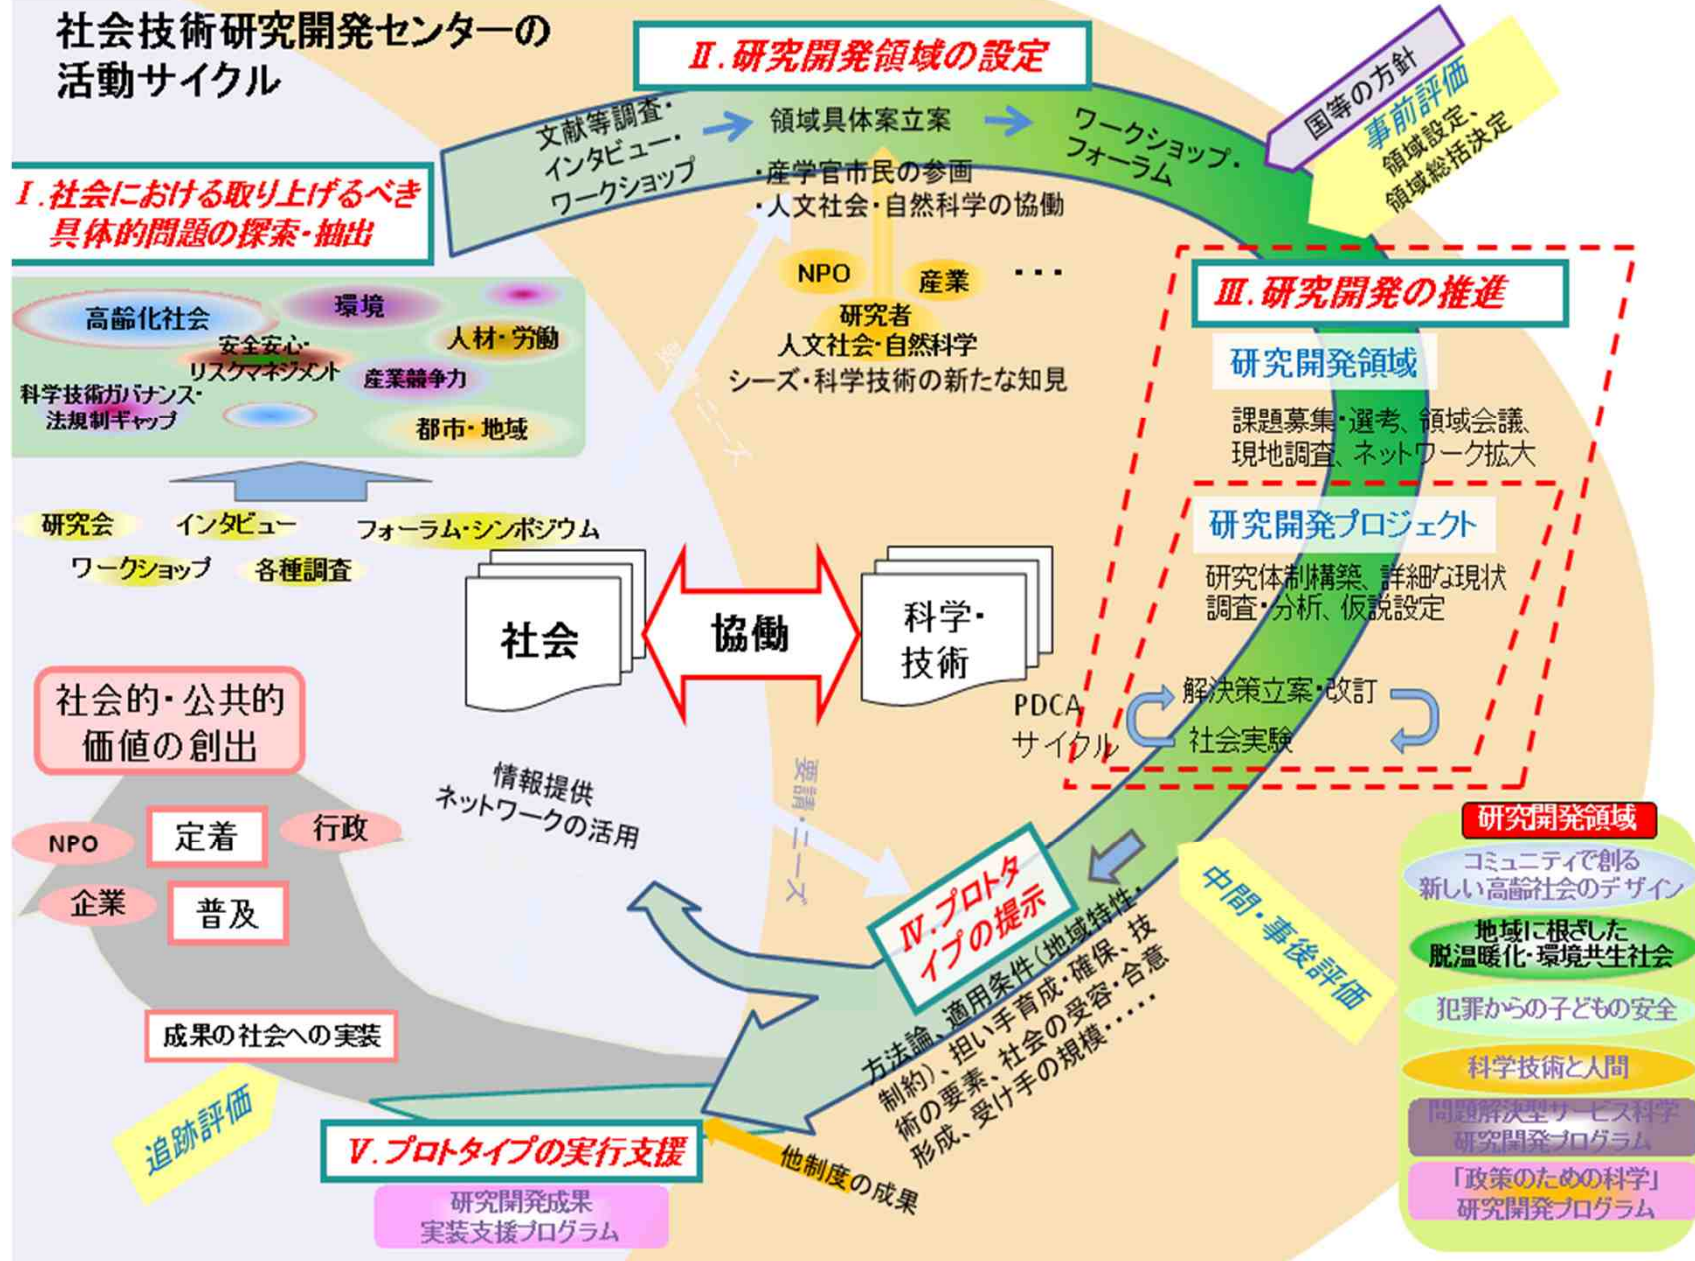 社会技術研究開発センターの
活動サイクル
Ⅱ.研究開発領域の設定
文献等調査・
インタビュー・
ワークショップ
領域具体案立案
ワークショップ・
フォーラム
・産学官市民の参画
・人文社会・自然科学の協働
国等の方針
事前評価
領域設定、
領域総括決定
Ⅰ.社会における取り上げるべき
具体的問題の探索・抽出
高齢化社会
環境
人材・労働
安全安心・
リスクマネジメント
産業競争力
科学技術ガバナンス・
法規制ギャップ
都市・地域
NPO
産業
・・・
研究者
人文社会・自然科学
シーズ・科学技術の新たな知見
要請・ニーズ
研究会
インタビュー
フォーラム・シンポジウム
ワークショップ
各種調査
Ⅲ.研究開発の推進
研究開発領域
課題募集・選考、領域会議、
現地調査、ネットワーク拡大
研究開発プロジェクト
研究体制構築、詳細な現状
調査・分析、仮説設定
PDCA
サイクル
解決策立案・改訂
社会実験
社会
協働
科学・
技術
社会的・公共的
価値の創出
情報提供
ネットワークの活用
要請・ニーズ
NPO
定着
行政
企業
普及
成果の社会への実装
追跡評価
Ⅳ.プロトタ
イプの提示
方法論、適用条件(地域特性・
制約)、担い手育成・確保、技
術の要素、社会の受容・合意
形成、受け手の規模・・・・・
中間・事後評価
Ⅴ.プロトタイプの実行支援
他制度の成果
研究開発成果
実装支援プログラム
研究開発領域
コミュニティで創る
新しい高齢社会のデザイン
地域に根ざした
脱温暖化・環境共生社会
犯罪からの子どもの安全
科学技術と人間
問題解決型サービス科学
研究開発プログラム
「政策のための科学」
研究開発プログラム